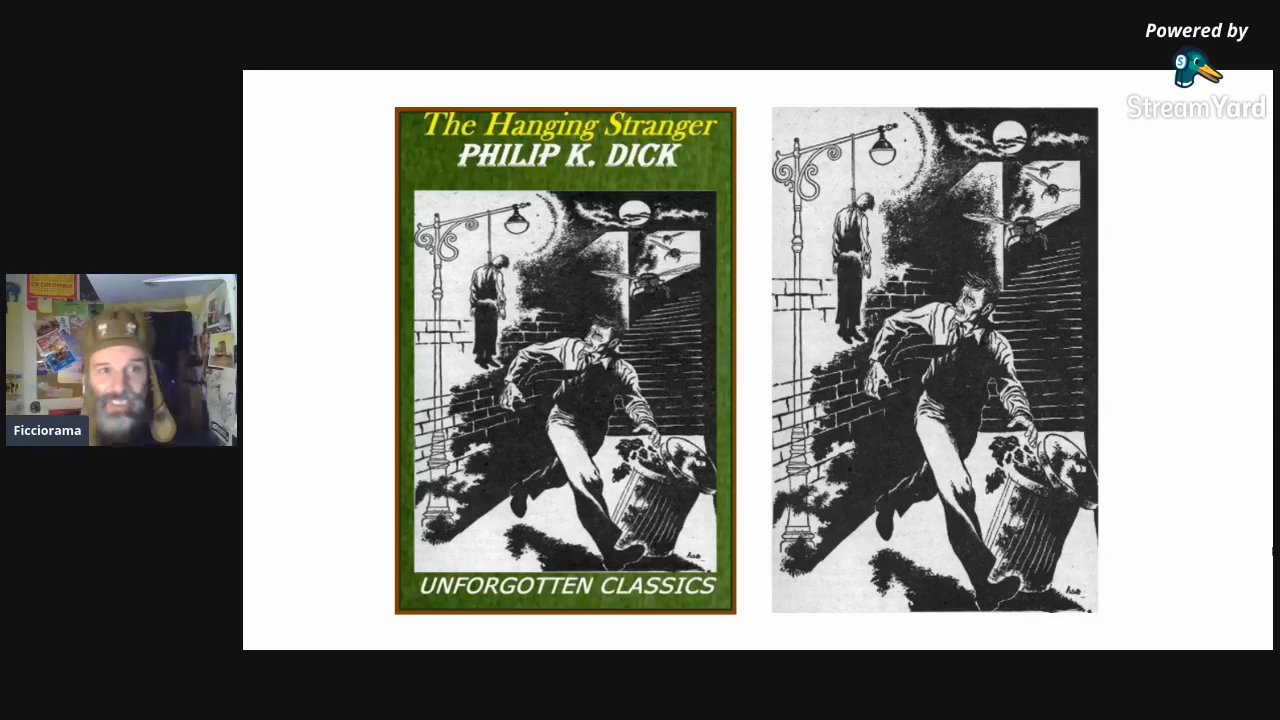 Powered by
StreamYard
The Hanging Stranger
PHILIP K. DICK
UNFORGOTTEN CLASSICS
Ficciorama